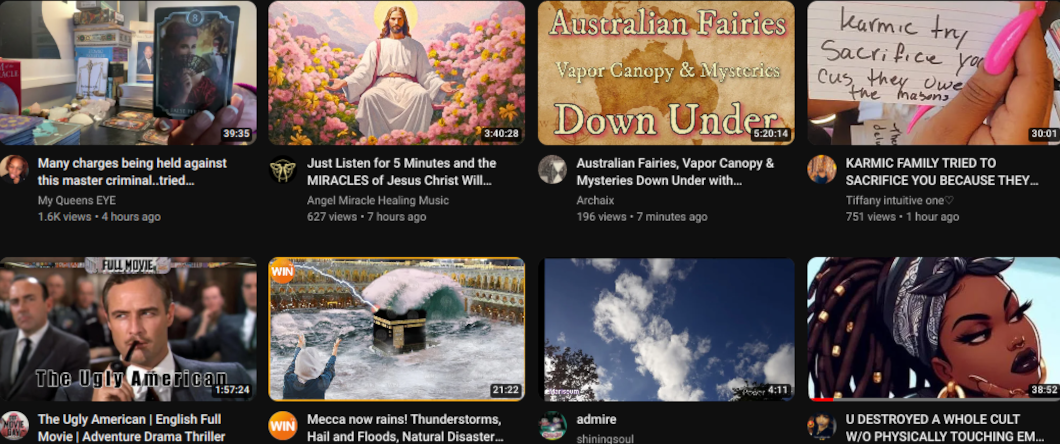 39:35
Many charges being held against
this master criminal..tried...
My Queens EYE
1.6K views • 4 hours ago
3:40:28
Just Listen for 5 Minutes and the
MIRACLES of Jesus Christ Will...
Angel Miracle Healing Music
627 views • 7 hours ago
Australian Fairies
Vapor Canopy & Mysteries
Down Under
5:20:14
Australian Fairies, Vapor Canopy &
Mysteries Down Under with...
Archaix
196 views • 7 minutes ago
karmic try
Sacrifice you
cus they owe
the masons
30:01
KARMIC FAMILY TRIED TO
SACRIFICE YOU BECAUSE THEY...
Tiffany intuitive one♡
751 views • 1 hour ago
FULL MOVIE
The Ugly American
1:57:24
The Ugly American | English Full
Movie | Adventure Drama Thriller
WIN
21:22
WIN
Mecca now rains! Thunderstorms,
Hail and Floods, Natural Disaster...
4:11
admire
shiningsoul
38:52
U DESTROYED A WHOLE CULT
W/O PHYSICALLY TOUCHING EM...